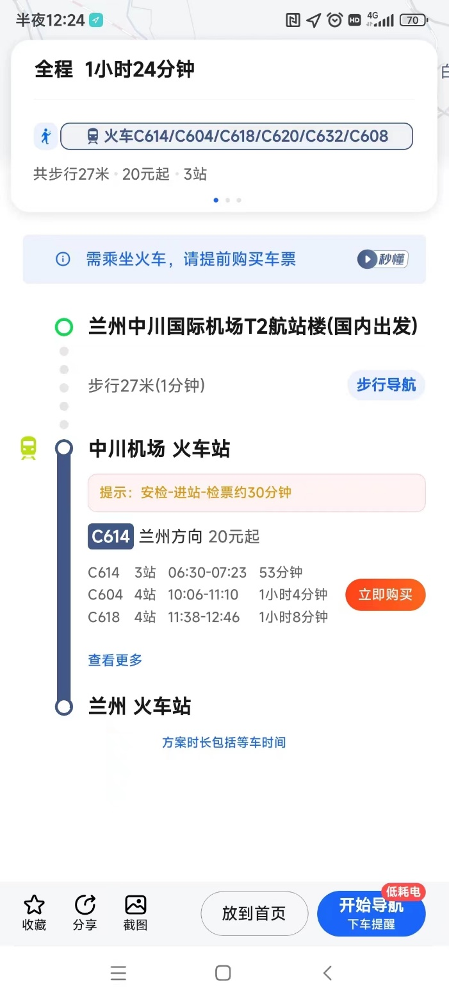 半夜12:24
HD 4G 70
白
全程 1小时24分钟
火车C614/C604/C618/C620/C632/C608
共步行27米 · 20元起 · 3站
需乘坐火车，请提前购买车票 秒懂
兰州中川国际机场T2航站楼(国内出发)
步行27米(1分钟) 步行导航
中川机场 火车站
提示：安检-进站-检票约30分钟
C614 兰州方向 20元起
C614 3站 06:30-07:23 53分钟
C604 4站 10:06-11:10 1小时4分钟
C618 4站 11:38-12:46 1小时8分钟
立即购买
查看更多
兰州 火车站
方案时长包括等车时间
低耗电
收藏 分享 截图 放到首页 开始导航
下车提醒